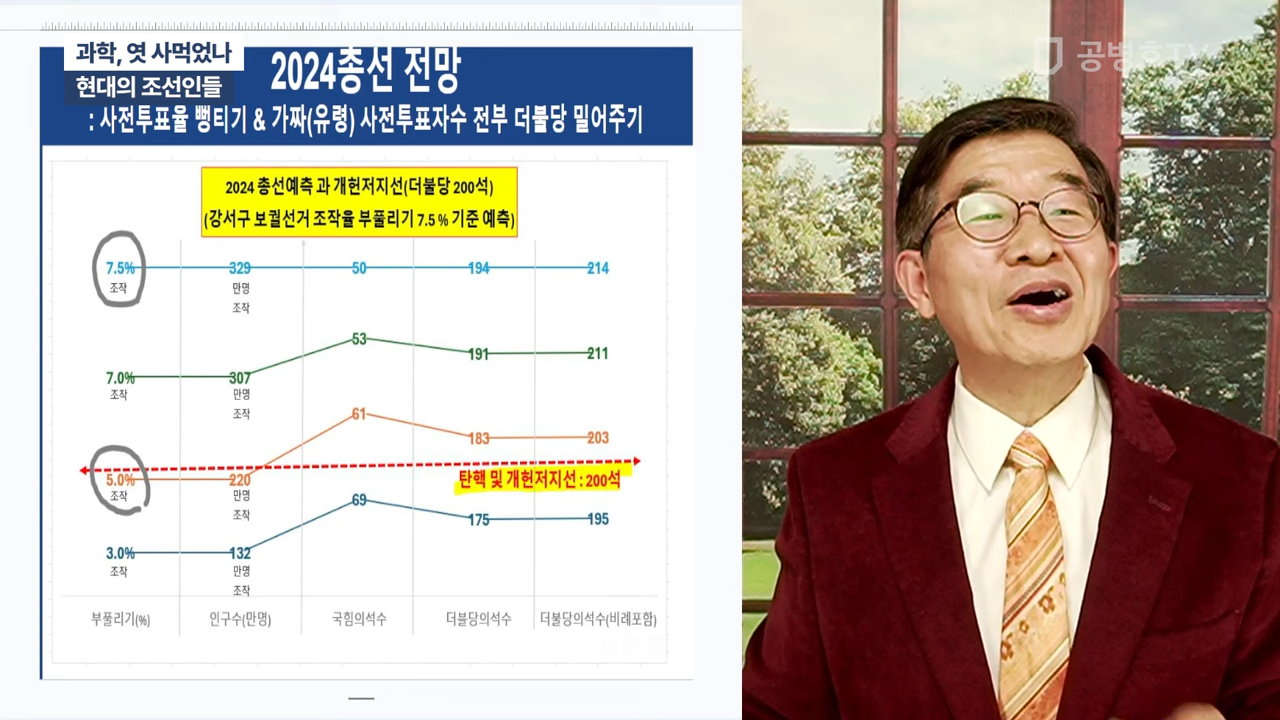 과학, 엿 사먹었나
현대의 조선인들
공병호TV
2024총선 전망
: 사전투표율 뻥티기 & 가짜(유령) 사전투표자수 전부 더불당 밀어주기
2024 총선예측 과 개헌저지선(더불당 200석)
(강서구 보궐선거 조작율 부풀리기 7.5 % 기준 예측)
7.5% 329 50 194 214
조작 만명
조작
53
191 211
7.0% 307
조작 만명
조작
61
183 203
5.0% 220
탄핵 및 개헌저지선 : 200석
조작 만명
조작
69
175 195
3.0% 132
조작 만명
조작
부풀리기(%) 인구수(만명) 국힘의석수 더블당의석수 더불당의석수(비례포함)